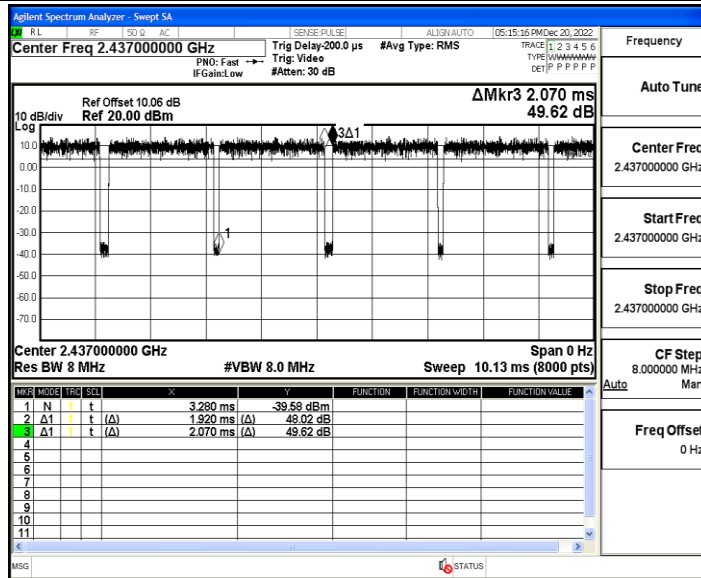 Agilent Spectrum Analyzer - Swept SA
RL RF 50 Ω AC SENSE:PULSE ALIGN AUTO 05:15:16 PM Dec 20, 2022
Center Freq 2.437000000 GHz
PNO: Fast
IFGain:Low
Trig Delay-200.0 µs
Trig: Video
#Atten: 30 dB
#Avg Type: RMS
TRACE 1 2 3 4 5 6
TYPE WWWWWW
DET P P P P P P
ΔMkr3 2.070 ms
49.62 dB
Ref Offset 10.06 dB
10 dB/div Ref 20.00 dBm
Log
10.0
0.00
-10.0
-20.0
-30.0
-40.0
-50.0
-60.0
-70.0
3Δ1
1
Center 2.437000000 GHz Span 0 Hz
Res BW 8 MHz #VBW 8.0 MHz Sweep 10.13 ms (8000 pts)
MKR MODE TRC SCL X Y FUNCTION FUNCTION WIDTH FUNCTION VALUE
1 N 1 t 3.280 ms -39.58 dBm
2 Δ1 1 t (Δ) 1.920 ms (Δ) 48.02 dB
3 Δ1 1 t (Δ) 2.070 ms (Δ) 49.62 dB
4
5
6
7
8
9
10
11
MSG STATUS
Frequency
Auto Tune
Center Freq
2.437000000 GHz
Start Freq
2.437000000 GHz
Stop Freq
2.437000000 GHz
CF Step
8.000000 MHz
Auto Man
Freq Offset
0 Hz